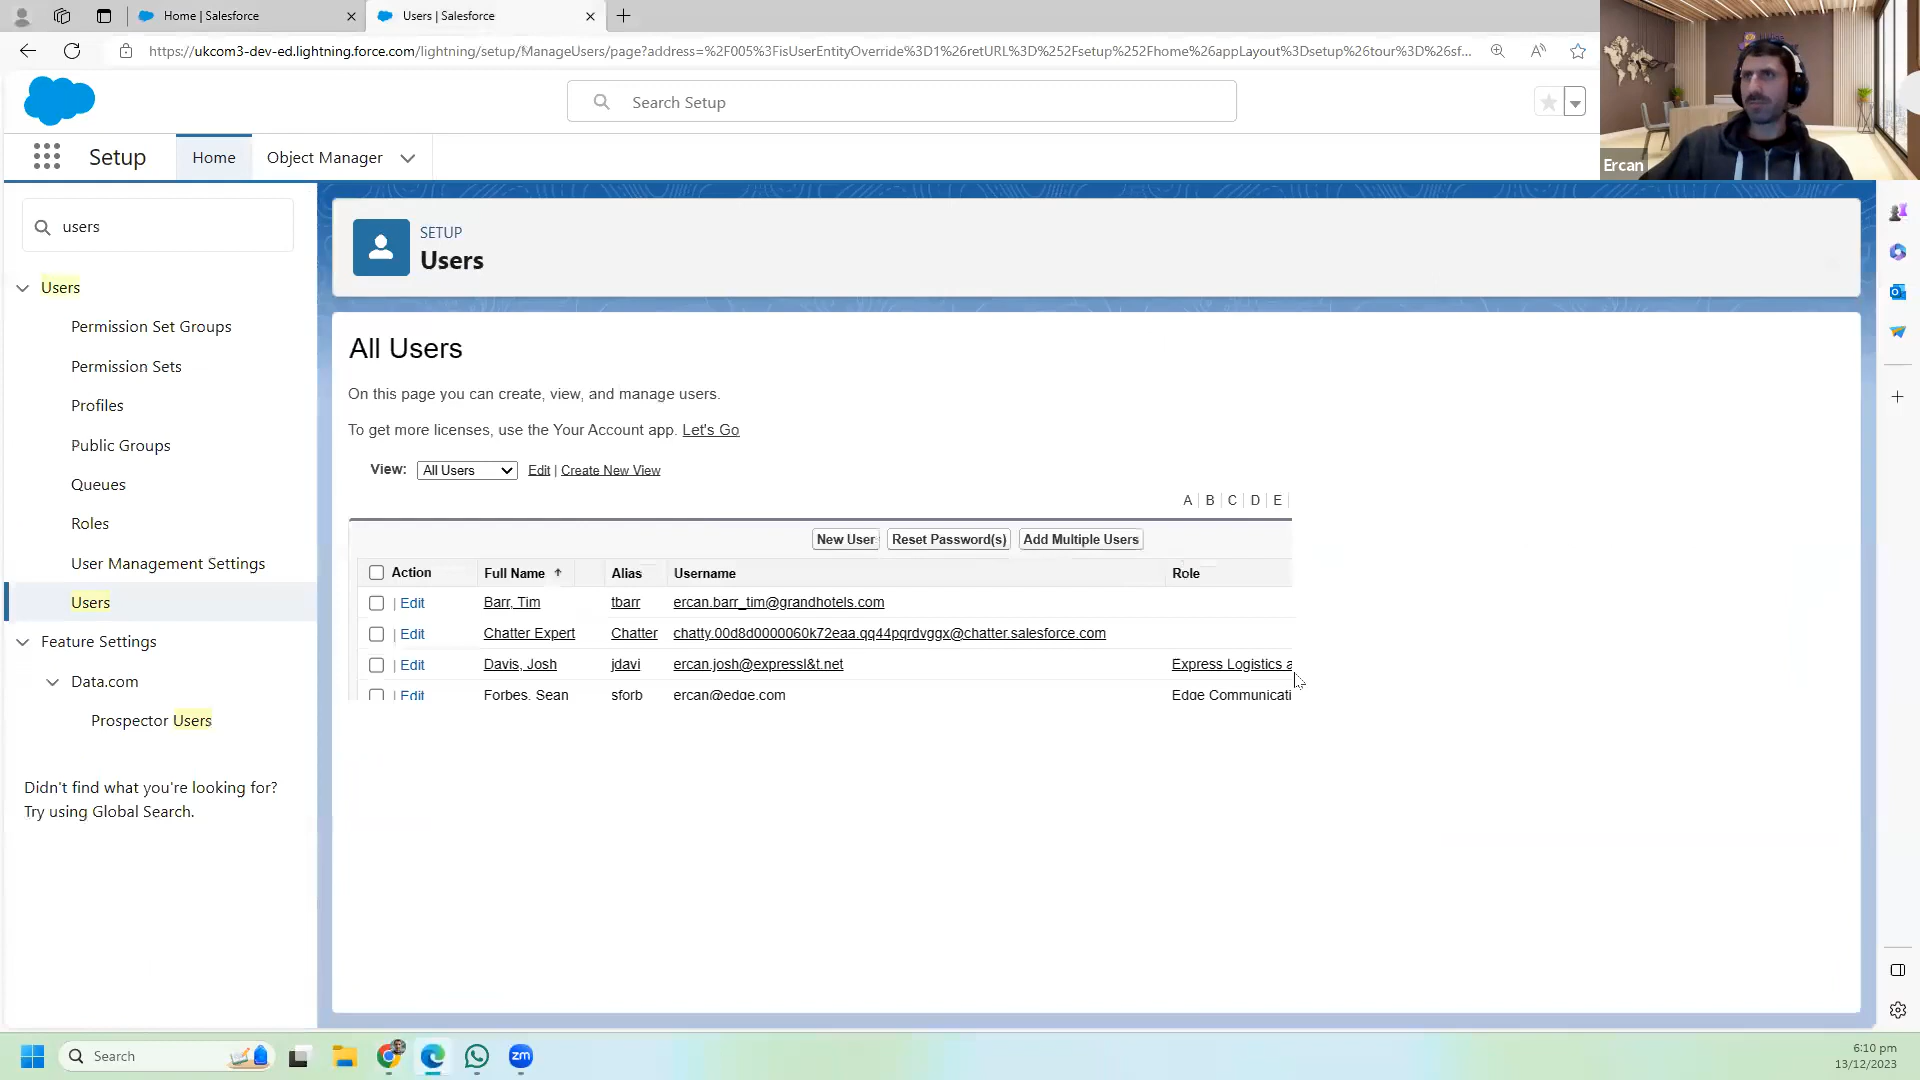 Home | Salesforce
Users | Salesforce
https://ukcom3-dev-ed.lightning.force.com/lightning/setup/ManageUsers/page?address=%2F005%3FisUserEntityOverride%3D1%26retURL%3D%252Fsetup%252Fhome%26appLayout%3Dsetup%26tour%3D%26sf...
Search Setup
Setup
Home
Object Manager
Ercan
users
Users
Permission Set Groups
Permission Sets
Profiles
Public Groups
Queues
Roles
User Management Settings
Users
Feature Settings
Data.com
Prospector Users
Didn't find what you're looking for?
Try using Global Search.
SETUP
Users
All Users
On this page you can create, view, and manage users.
To get more licenses, use the Your Account app. Let's Go
View: All Users Edit | Create New View
A | B | C | D | E |
New User Reset Password(s) Add Multiple Users
Action Full Name Alias Username Role
| Edit Barr, Tim tbarr ercan.barr_tim@grandhotels.com
| Edit Chatter Expert Chatter chatty.00d8d0000060k72eaa.qq44pqrdvggx@chatter.salesforce.com
| Edit Davis, Josh jdavi ercan.josh@expressl&t.net Express Logistics a
| Edit Forbes, Sean sforb ercan@edge.com Edge Communicati
Search
zm
6:10 pm
13/12/2023